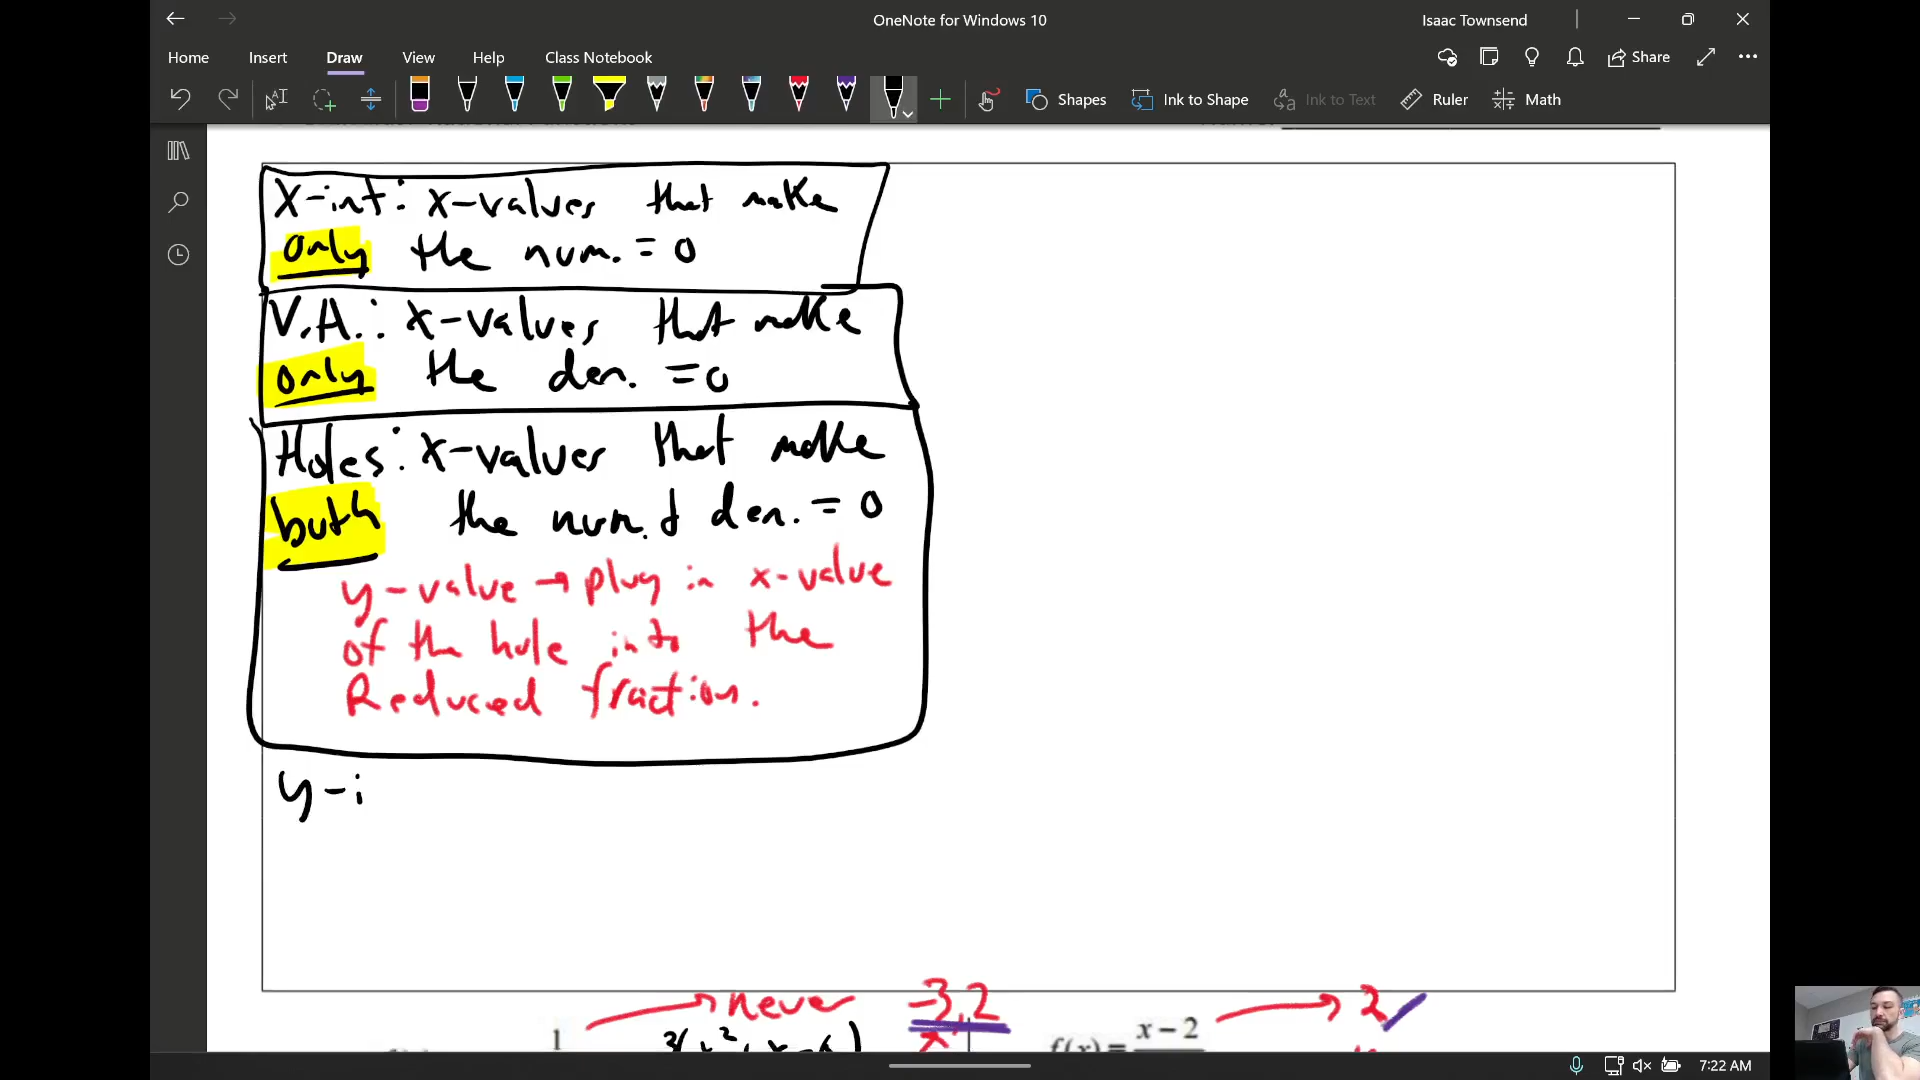 OneNote for Windows 10
Isaac Townsend
Home Insert Draw View Help Class Notebook
Share
Shapes Ink to Shape Ink to Text Ruler Math
X-int: x-values that make
only the num. = 0
V.A.: x-values that make
only the den. = 0
Holes: x-values that make
both the num. & den. = 0
y-value → plug in x-value
of the hole into the
Reduced fraction.
y-i
never -3,2
1
f(x) = x - 2
2
7:22 AM